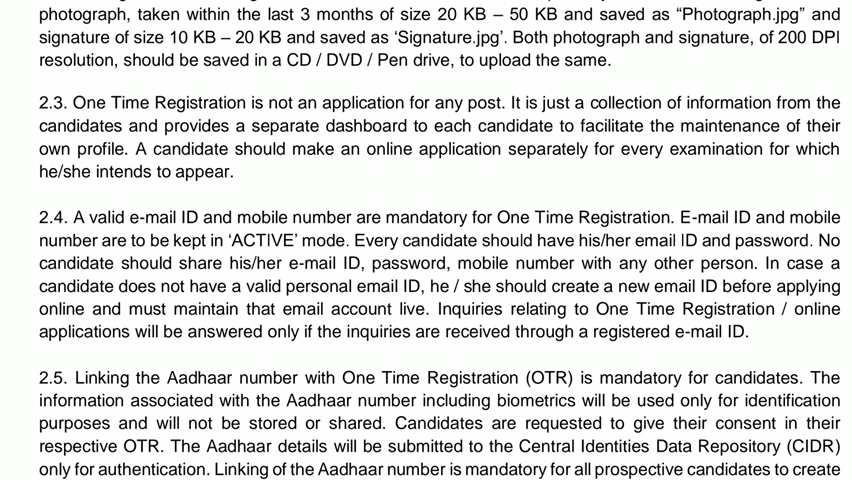 photograph, taken within the last 3 months of size 20 KB – 50 KB and saved as “Photograph.jpg” and
signature of size 10 KB – 20 KB and saved as ‘Signature.jpg’. Both photograph and signature, of 200 DPI
resolution, should be saved in a CD / DVD / Pen drive, to upload the same.
2.3. One Time Registration is not an application for any post. It is just a collection of information from the
candidates and provides a separate dashboard to each candidate to facilitate the maintenance of their
own profile. A candidate should make an online application separately for every examination for which
he/she intends to appear.
2.4. A valid e-mail ID and mobile number are mandatory for One Time Registration. E-mail ID and mobile
number are to be kept in ‘ACTIVE’ mode. Every candidate should have his/her email ID and password. No
candidate should share his/her e-mail ID, password, mobile number with any other person. In case a
candidate does not have a valid personal email ID, he / she should create a new email ID before applying
online and must maintain that email account live. Inquiries relating to One Time Registration / online
applications will be answered only if the inquiries are received through a registered e-mail ID.
2.5. Linking the Aadhaar number with One Time Registration (OTR) is mandatory for candidates. The
information associated with the Aadhaar number including biometrics will be used only for identification
purposes and will not be stored or shared. Candidates are requested to give their consent in their
respective OTR. The Aadhaar details will be submitted to the Central Identities Data Repository (CIDR)
only for authentication. Linking of the Aadhaar number is mandatory for all prospective candidates to create